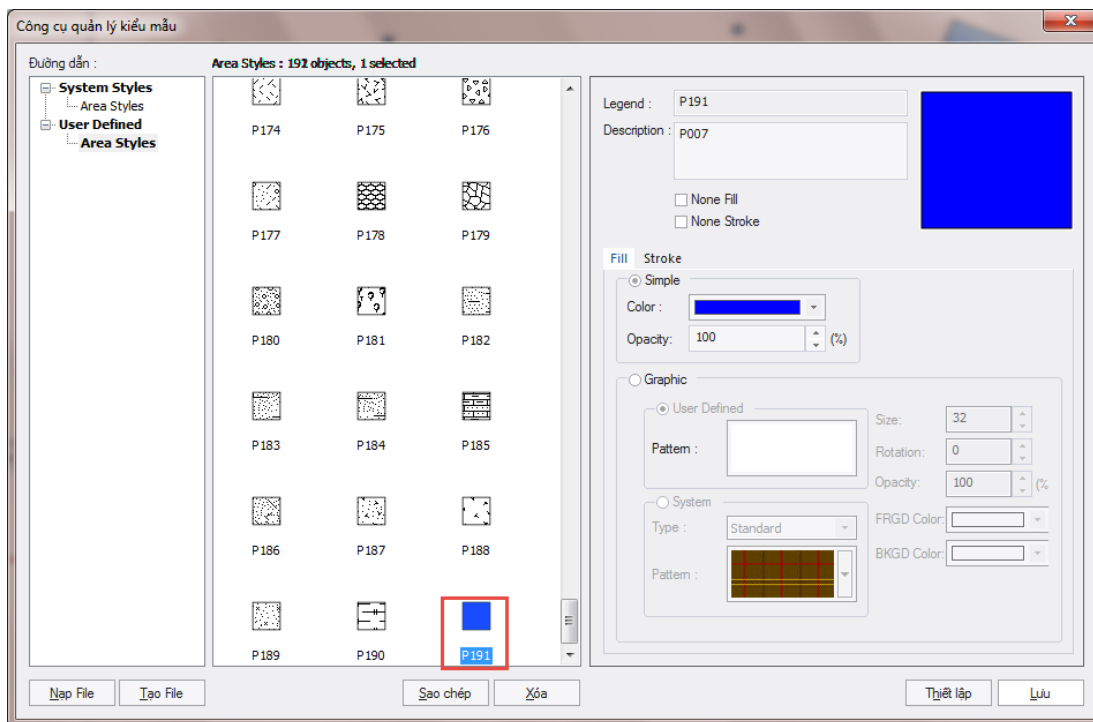 Công cụ quản lý kiểu mẫu
Đường dẫn :
Area Styles : 192 objects, 1 selected
System Styles
Area Styles
User Defined
Area Styles
P174 P175 P176
P177 P178 P179
P180 P181 P182
P183 P184 P185
P186 P187 P188
P189 P190 P191
Legend : P191
Description : P007
None Fill
None Stroke
Fill Stroke
Simple
Color :
Opacity: 100 (%)
Graphic
User Defined
Pattern :
Size: 32
Rotation: 0
Opacity: 100 (%
System
Type : Standard
Pattern :
FRGD Color:
BKGD Color:
Nạp File Tạo File Sao chép Xóa Thiết lập Lưu